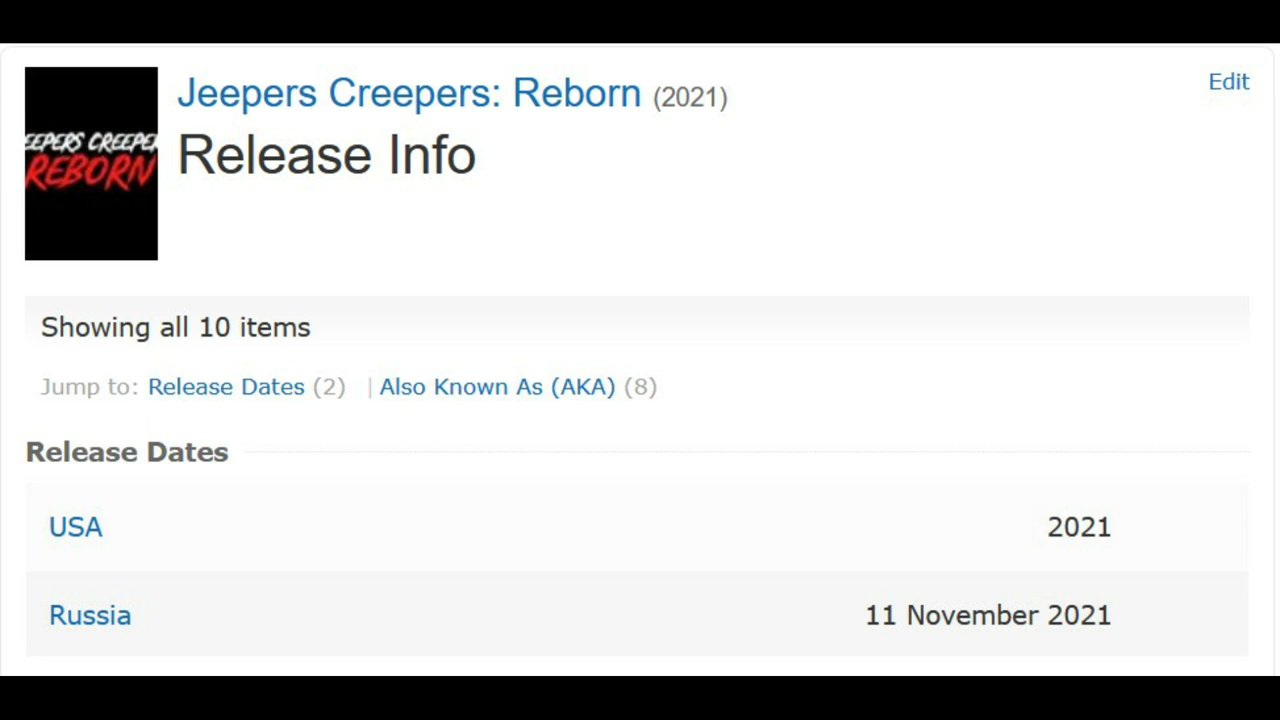 Jeepers Creepers: Reborn (2021)
Edit
EEPERS CREEPE
REBORN
Release Info
Showing all 10 items
Jump to: Release Dates (2) | Also Known As (AKA) (8)
Release Dates
USA 2021
Russia 11 November 2021